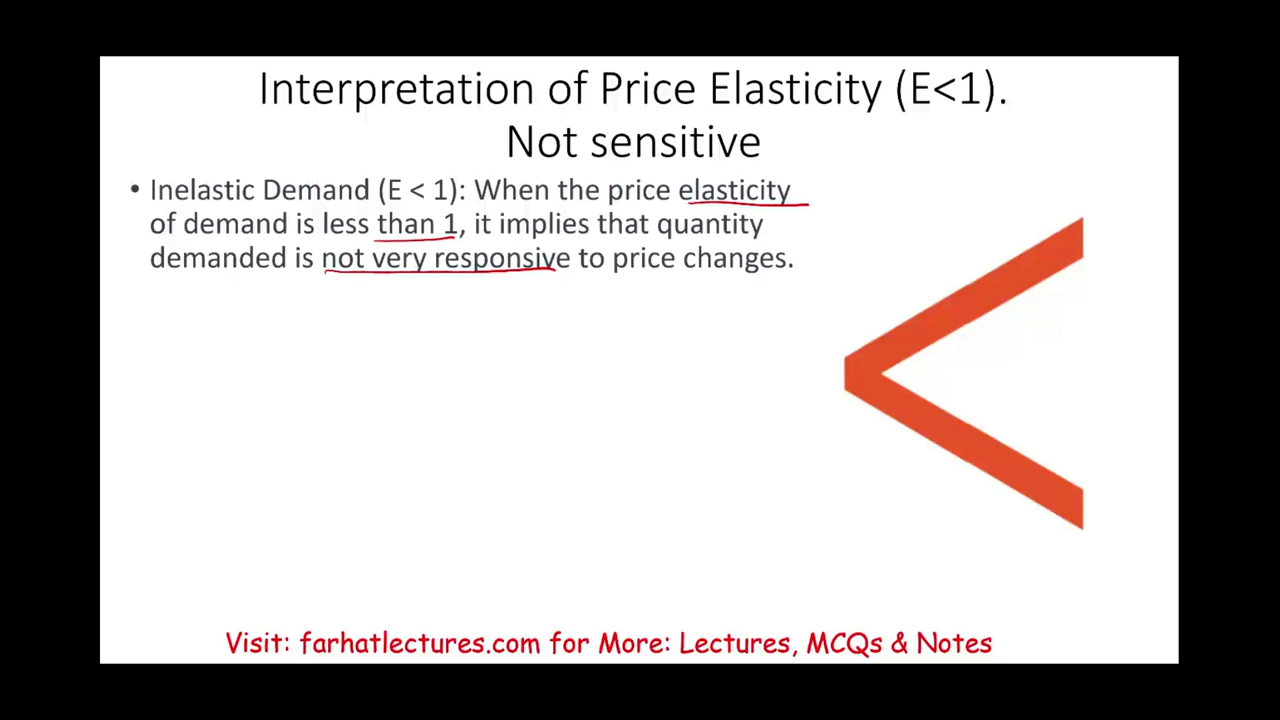 Interpretation of Price Elasticity (E<1).
Not sensitive
• Inelastic Demand (E < 1): When the price elasticity
of demand is less than 1, it implies that quantity
demanded is not very responsive to price changes.
Visit: farhatlectures.com for More: Lectures, MCQs & Notes